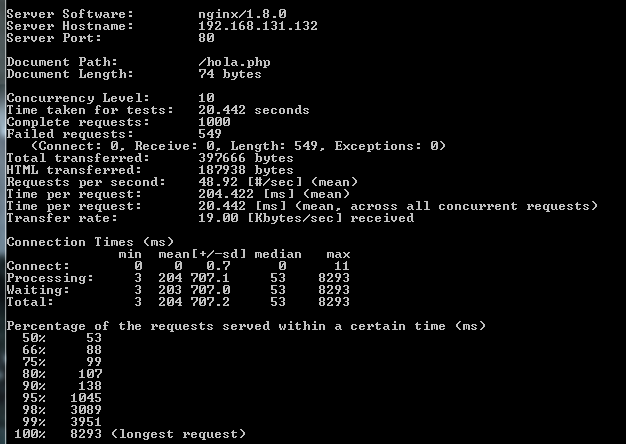 Server Software:        nginx/1.8.0
Server Hostname:        192.168.131.132
Server Port:            80
Document Path:          /hola.php
Document Length:        74 bytes
Concurrency Level:      10
Time taken for tests:   20.442 seconds
Complete requests:      1000
Failed requests:        549
   (Connect: 0, Receive: 0, Length: 549, Exceptions: 0)
Total transferred:      397666 bytes
HTML transferred:       187938 bytes
Requests per second:    48.92 [#/sec] (mean)
Time per request:       204.422 [ms] (mean)
Time per request:       20.442 [ms] (mean, across all concurrent requests)
Transfer rate:          19.00 [Kbytes/sec] received
Connection Times (ms)
              min  mean[+/-sd] median   max
Connect:        0    0   0.7      0      11
Processing:     3  204 707.1     53    8293
Waiting:        3  203 707.0     53    8293
Total:          3  204 707.2     53    8293
Percentage of the requests served within a certain time (ms)
  50%     53
  66%     88
  75%     99
  80%    107
  90%    138
  95%   1045
  98%   3089
  99%   3951
 100%   8293 (longest request)